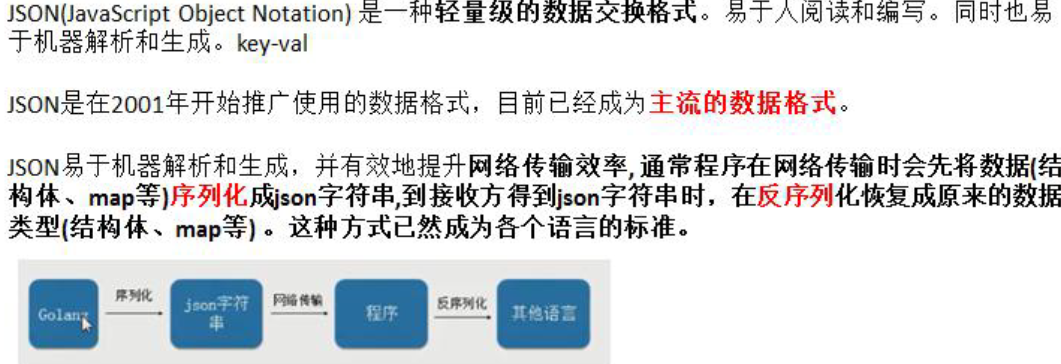 JSON(JavaScript Object Notation) 是一种轻量级的数据交换格式。易于人阅读和编写。同时也易
于机器解析和生成。key-val
JSON是在2001年开始推广使用的数据格式，目前已经成为主流的数据格式。
JSON易于机器解析和生成，并有效地提升网络传输效率,通常程序在网络传输时会先将数据(结
构体、map等)序列化成json字符串,到接收方得到json字符串时，在反序列化恢复成原来的数据
类型(结构体、map等)。这种方式已然成为各个语言的标准。
Golang
序列化
json字符
串
网络传输
程序
反序列化
其他语言